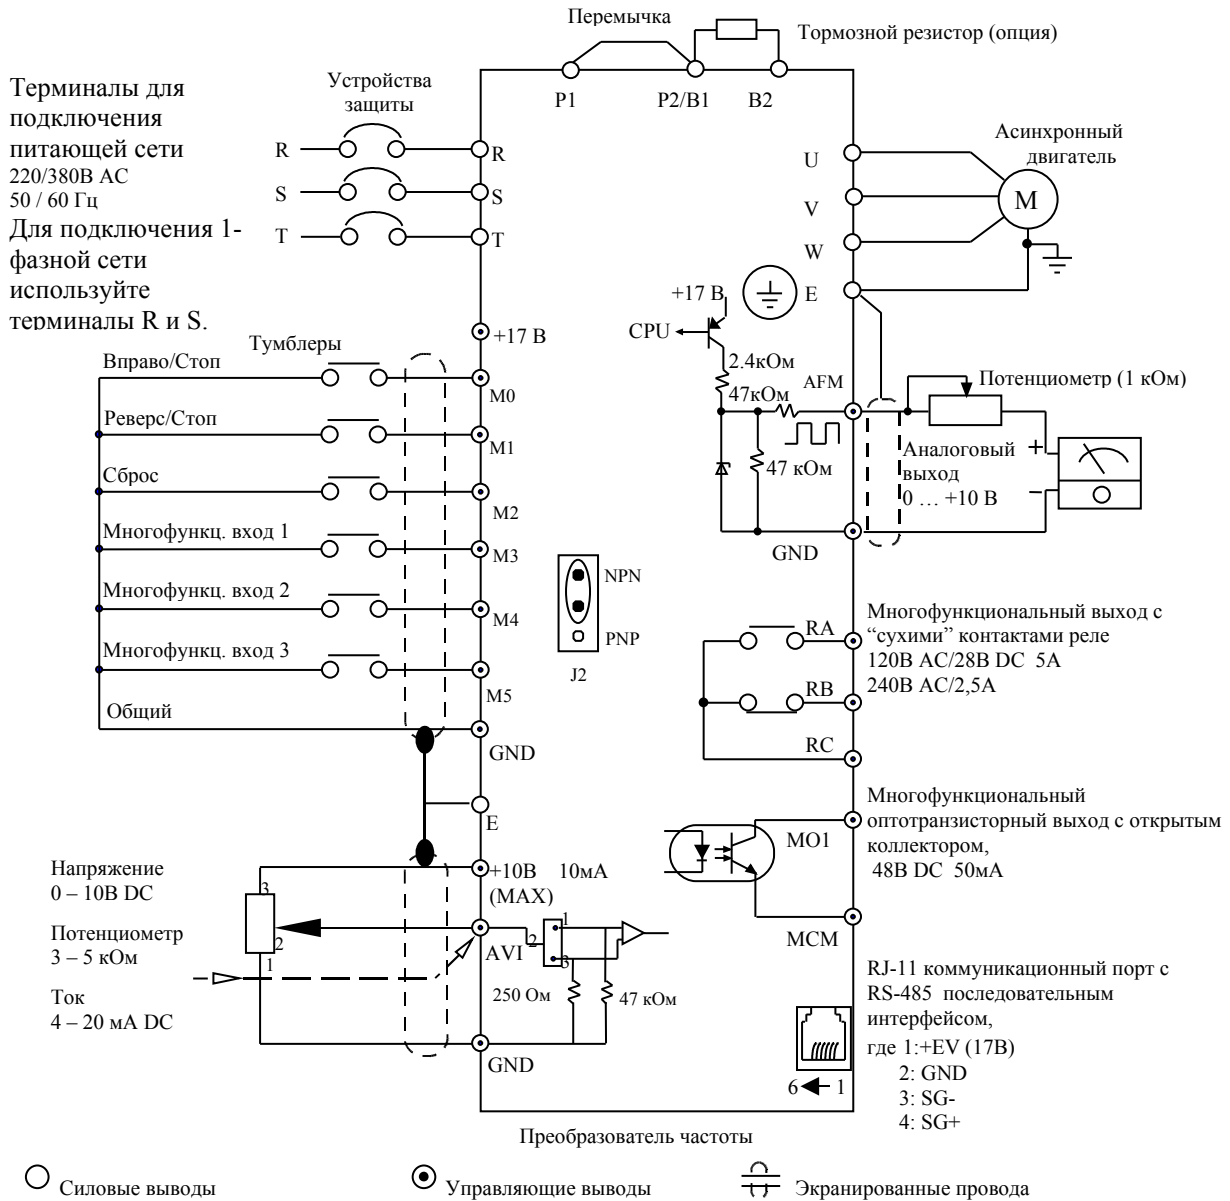 Перемычка
Тормозной резистор (опция)
P1
P2/B1
B2
Терминалы для
подключения
питающей сети
220/380В AC
50 / 60 Гц
Для подключения 1-
фазной сети
используйте
терминалы R и S.
Устройства
защиты
R
R
S
S
T
T
U
V
W
E
Асинхронный
двигатель
M
+17 В
CPU
2.4кОм
47кОм
47 кОм
AFM
GND
Потенциометр (1 кОм)
Аналоговый
выход
0 … +10 В
+
−
+17 В
Тумблеры
Вправо/Стоп
M0
Реверс/Стоп
M1
Сброс
M2
Многофункц. вход 1
M3
Многофункц. вход 2
M4
Многофункц. вход 3
M5
Общий
GND
E
NPN
PNP
J2
RA
RB
RC
Многофункциональный выход с
“сухими” контактами реле
120В AC/28В DC 5А
240В AC/2,5А
Многофункциональный
оптотранзисторный выход с открытым
коллектором,
48В DC 50мА
MO1
MCM
Напряжение
0 – 10В DC
Потенциометр
3 – 5 кОм
Ток
4 – 20 мА DC
3
2
1
+10В 10мА
(MAX)
AVI
1
2
3
250 Ом
47 кОм
GND
RJ-11 коммуникационный порт с
RS-485 последовательным
интерфейсом,
где 1:+EV (17В)
2: GND
3: SG-
4: SG+
6
1
Преобразователь частоты
Силовые выводы
Управляющие выводы
Экранированные провода